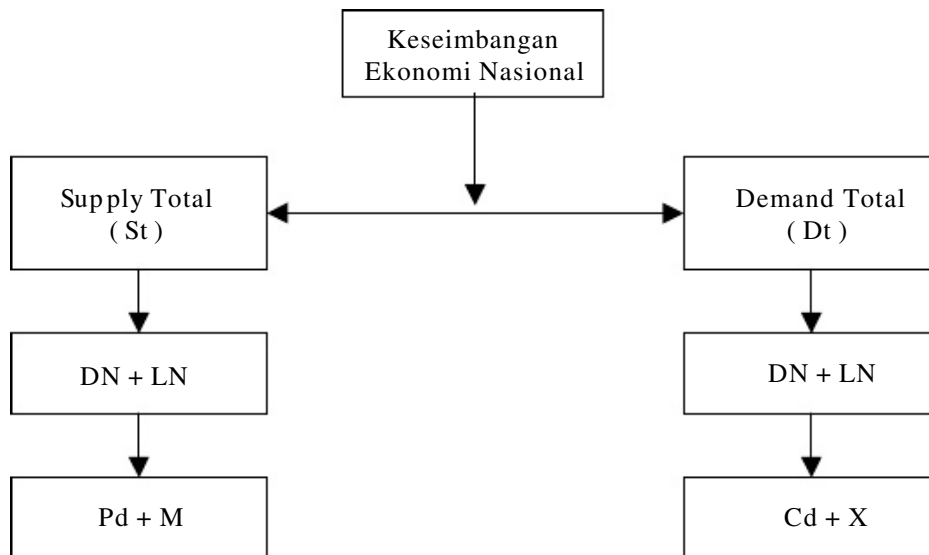 Keseimbangan
Ekonomi Nasional
Supply Total
( St )
Demand Total
( Dt )
DN + LN
DN + LN
Pd + M
Cd + X